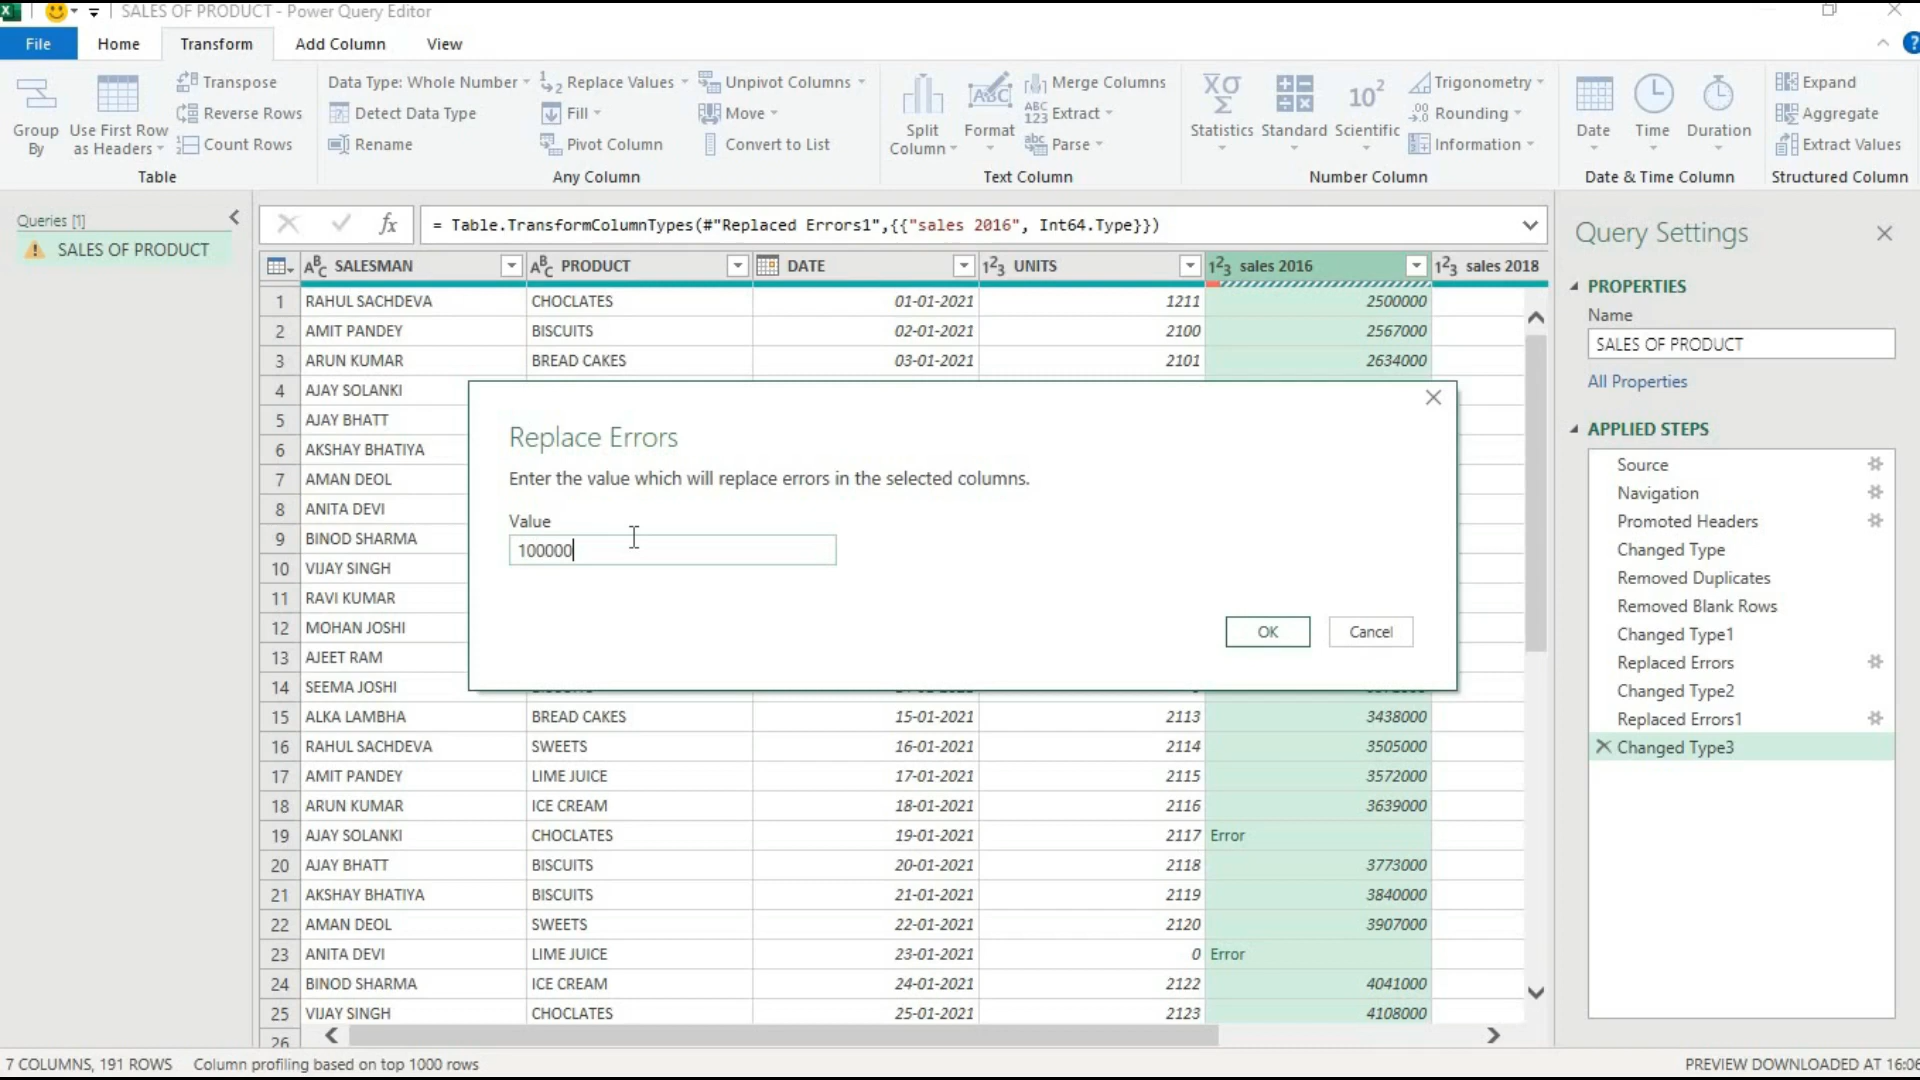 SALES OF PRODUCT - Power Query Editor
File Home Transform Add Column View
Group By
Use First Row as Headers
Transpose
Reverse Rows
Count Rows
Table
Data Type: Whole Number
Detect Data Type
Rename
Replace Values
Fill
Pivot Column
Unpivot Columns
Move
Convert to List
Any Column
Split Column
Format
Merge Columns
Extract
Parse
Text Column
Statistics
Standard
Scientific
Trigonometry
Rounding
Information
Number Column
Date
Time
Duration
Date & Time Column
Expand
Aggregate
Extract Values
Structured Column
Queries [1]
SALES OF PRODUCT
= Table.TransformColumnTypes(#"Replaced Errors1",{{"sales 2016", Int64.Type}})
SALESMAN PRODUCT DATE UNITS sales 2016 sales 2018
1 RAHUL SACHDEVA CHOCLATES 01-01-2021 1211 2500000
2 AMIT PANDEY BISCUITS 02-01-2021 2100 2567000
3 ARUN KUMAR BREAD CAKES 03-01-2021 2101 2634000
4 AJAY SOLANKI
5 AJAY BHATT
6 AKSHAY BHATIYA
7 AMAN DEOL
8 ANITA DEVI
9 BINOD SHARMA
10 VIJAY SINGH
11 RAVI KUMAR
12 MOHAN JOSHI
13 AJEET RAM
14 SEEMA JOSHI
15 ALKA LAMBHA BREAD CAKES 15-01-2021 2113 3438000
16 RAHUL SACHDEVA SWEETS 16-01-2021 2114 3505000
17 AMIT PANDEY LIME JUICE 17-01-2021 2115 3572000
18 ARUN KUMAR ICE CREAM 18-01-2021 2116 3639000
19 AJAY SOLANKI CHOCLATES 19-01-2021 2117 Error
20 AJAY BHATT BISCUITS 20-01-2021 2118 3773000
21 AKSHAY BHATIYA BISCUITS 21-01-2021 2119 3840000
22 AMAN DEOL SWEETS 22-01-2021 2120 3907000
23 ANITA DEVI LIME JUICE 23-01-2021 0 Error
24 BINOD SHARMA ICE CREAM 24-01-2021 2122 4041000
25 VIJAY SINGH CHOCLATES 25-01-2021 2123 4108000
26
Replace Errors
Enter the value which will replace errors in the selected columns.
Value
100000
OK Cancel
Query Settings
PROPERTIES
Name
SALES OF PRODUCT
All Properties
APPLIED STEPS
Source
Navigation
Promoted Headers
Changed Type
Removed Duplicates
Removed Blank Rows
Changed Type1
Replaced Errors
Changed Type2
Replaced Errors1
Changed Type3
7 COLUMNS, 191 ROWS Column profiling based on top 1000 rows
PREVIEW DOWNLOADED AT 16:06